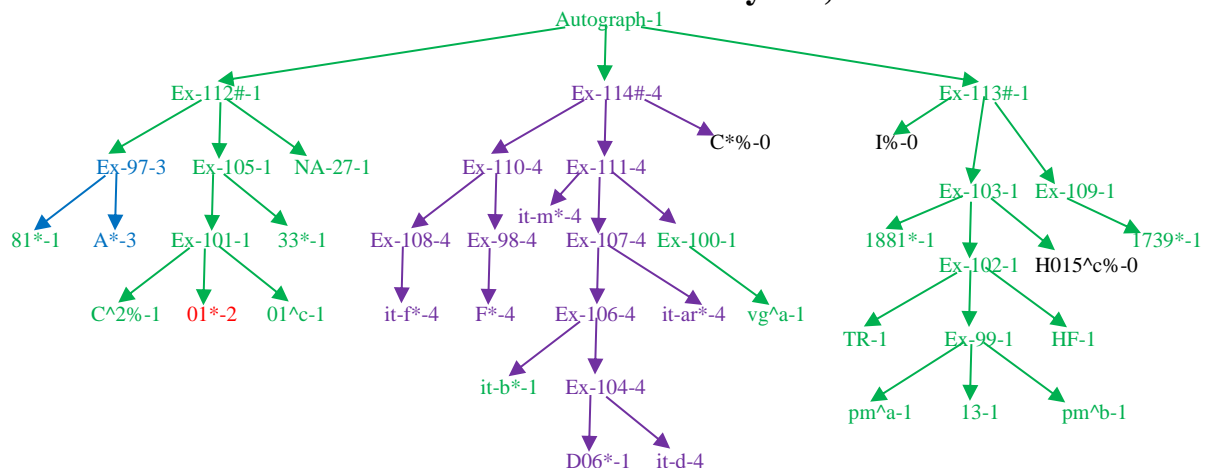 Autograph-1
Ex-112#-1 Ex-114#-4 Ex-113#-1
C*%-0 I%-0
Ex-97-3 Ex-105-1 NA-27-1 Ex-110-4 Ex-111-4
Ex-103-1 Ex-109-1
it-m*-4
81*-1 A*-3 Ex-101-1 33*-1 Ex-108-4 Ex-98-4 Ex-107-4 Ex-100-1 1881*-1 1739*-1
Ex-102-1 H015^c%-0
C^2%-1 01*-2 01^c-1 it-f*-4 F*-4 Ex-106-4 it-ar*-4 vg^a-1
TR-1 Ex-99-1 HF-1
it-b*-1 Ex-104-4
pm^a-1 13-1 pm^b-1
D06*-1 it-d-4